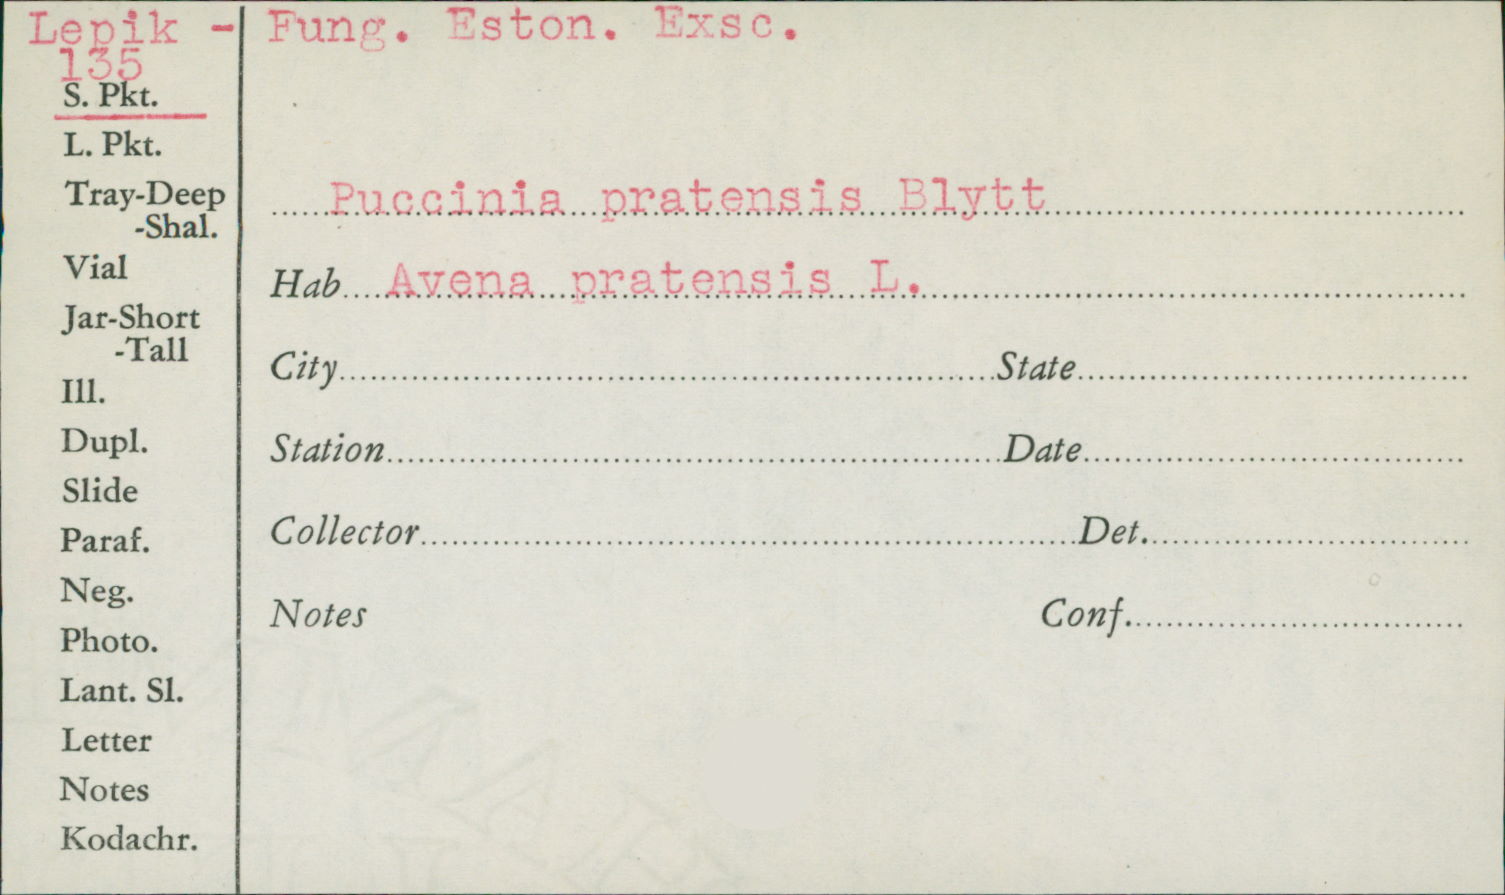 Lepik - Fung. Eston. Exsc.
135
S. Pkt.
L. Pkt.
Tray-Deep
-Shal.
Vial
Jar-Short
-Tall
Ill.
Dupl.
Slide
Paraf.
Neg.
Photo.
Lant. Sl.
Letter
Notes
Kodachr.
Puccinia pratensis Blytt
Hab. Avena pratensis L.
City State
Station Date
Collector Det.
Notes Conf.